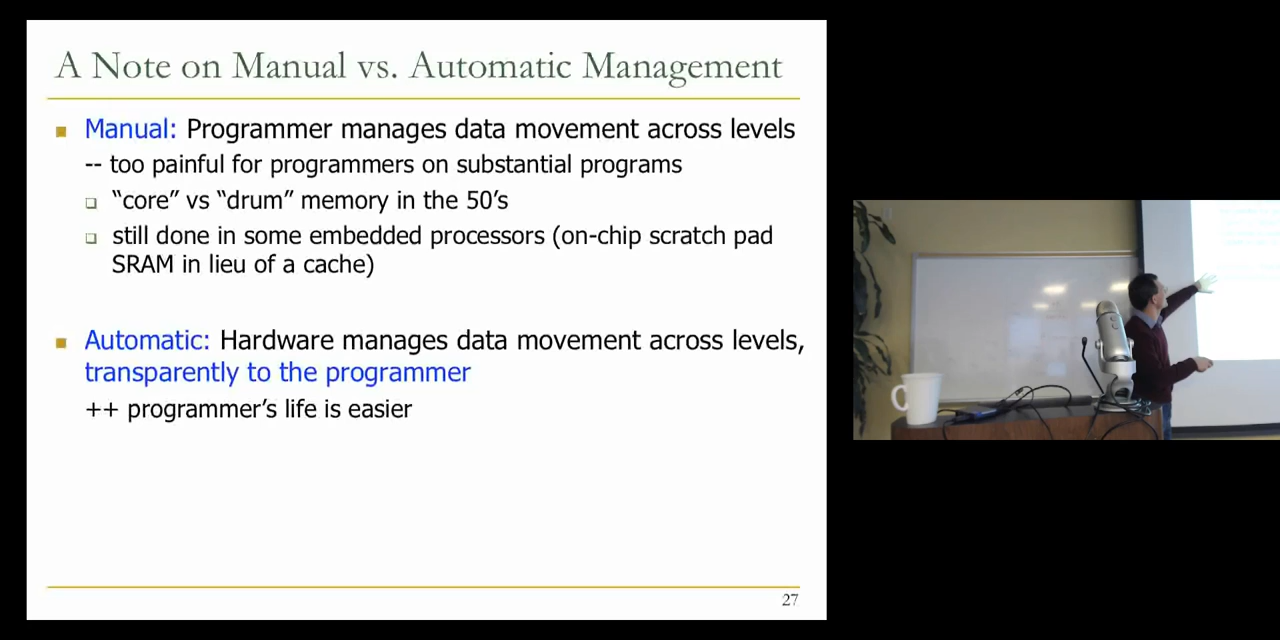 A Note on Manual vs. Automatic Management
Manual: Programmer manages data movement across levels
-- too painful for programmers on substantial programs
“core” vs “drum” memory in the 50’s
still done in some embedded processors (on-chip scratch pad
SRAM in lieu of a cache)
Automatic: Hardware manages data movement across levels,
transparently to the programmer
++ programmer’s life is easier
27